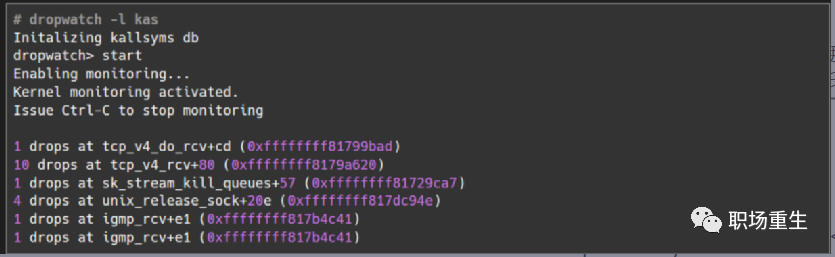 # dropwatch -l kas
Initalizing kallsyms db
dropwatch> start
Enabling monitoring...
Kernel monitoring activated.
Issue Ctrl-C to stop monitoring
1 drops at tcp_v4_do_rcv+cd (0xffffffff81799bad)
10 drops at tcp_v4_rcv+80 (0xffffffff8179a620)
1 drops at sk_stream_kill_queues+57 (0xffffffff81729ca7)
4 drops at unix_release_sock+20e (0xffffffff817dc94e)
1 drops at igmp_rcv+e1 (0xffffffff817b4c41)
1 drops at igmp_rcv+e1 (0xffffffff817b4c41)
职场重生